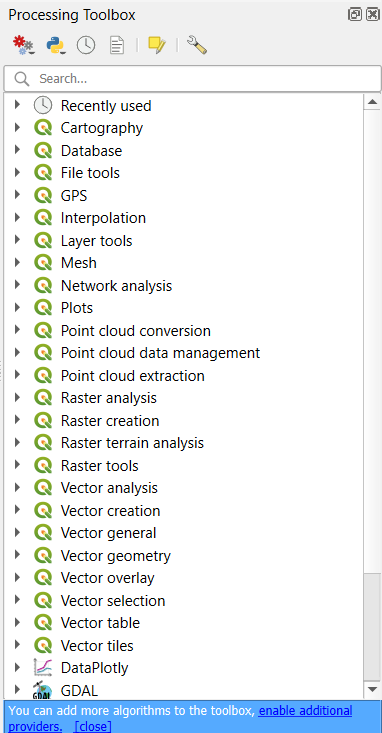 Processing Toolbox
Search...
Recently used
Cartography
Database
File tools
GPS
Interpolation
Layer tools
Mesh
Network analysis
Plots
Point cloud conversion
Point cloud data management
Point cloud extraction
Raster analysis
Raster creation
Raster terrain analysis
Raster tools
Vector analysis
Vector creation
Vector general
Vector geometry
Vector overlay
Vector selection
Vector table
Vector tiles
DataPlotly
GDAL
You can add more algorithms to the toolbox, enable additional
providers. [close]